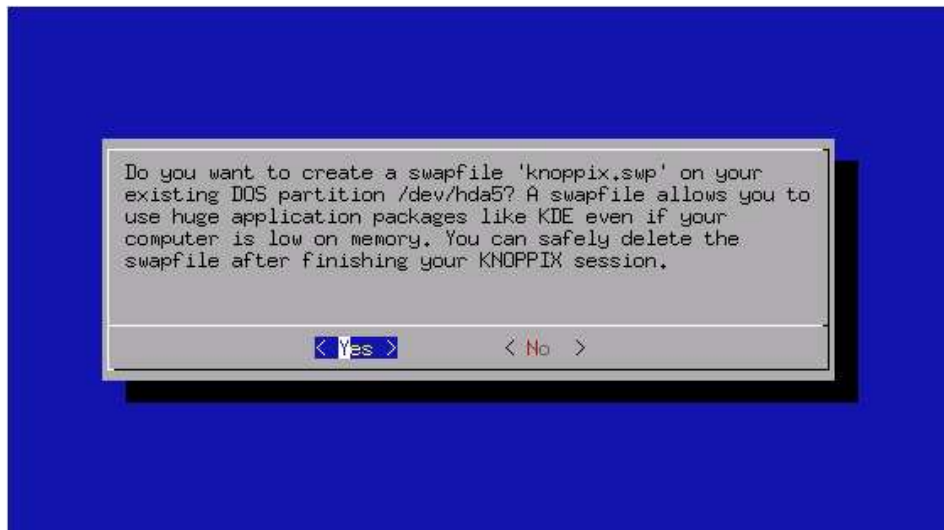 Do you want to create a swapfile 'knoppix.swp' on your
existing DOS partition /dev/hda5? A swapfile allows you to
use huge application packages like KDE even if your
computer is low on memory. You can safely delete the
swapfile after finishing your KNOPPIX session.
< Yes > < No >